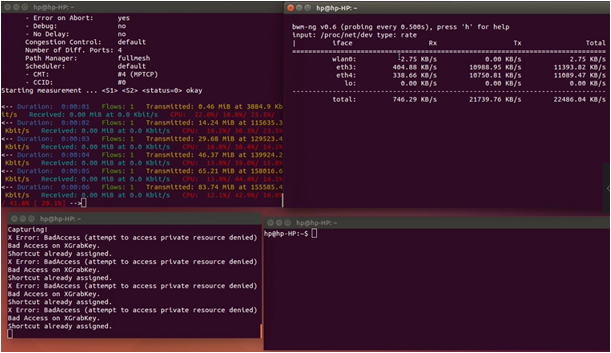 hp@hp-HP: ~
- Error on Abort: yes
- Debug: no
- No Delay: no
Congestion Control: default
Number of Diff. Ports: 4
Path Manager: fullmesh
Scheduler: default
- CMT: #4 (MPTCP)
- CCID: #0
Starting measurement ... <S1> <S2> <status=0> okay
<-- Duration: 0:00:01 Flows: 1 Transmitted: 0.46 MiB at 3884.9 Kb
it/s Received: 0.00 MiB at 0.0 Kbit/s CPU:
<-- Duration: 0:00:02 Flows: 1 Transmitted: 14.24 MiB at 115635.3
Kbit/s Received: 0.00 MiB at 0.0 Kbit/s CPU:
<-- Duration: 0:00:03 Flows: 1 Transmitted: 29.68 MiB at 129523.4
Kbit/s Received: 0.00 MiB at 0.0 Kbit/s CPU:
<-- Duration: 0:00:04 Flows: 1 Transmitted: 46.37 MiB at 139924.2
Kbit/s Received: 0.00 MiB at 0.0 Kbit/s CPU:
<-- Duration: 0:00:05 Flows: 1 Transmitted: 65.21 MiB at 158016.6
Kbit/s Received: 0.00 MiB at 0.0 Kbit/s CPU:
<-- Duration: 0:00:06 Flows: 1 Transmitted: 83.74 MiB at 155585.4
Kbit/s Received: 0.00 MiB at 0.0 Kbit/s CPU:
-->
hp@hp-HP: ~
bwm-ng v0.6 (probing every 0.500s), press 'h' for help
input: /proc/net/dev type: rate
| iface Rx Tx Total
==============================================================================
wlan0: 2.75 KB/s 0.00 KB/s 2.75 KB/s
eth3: 404.88 KB/s 10988.95 KB/s 11393.82 KB/s
eth4: 338.66 KB/s 10750.81 KB/s 11089.47 KB/s
lo: 0.00 KB/s 0.00 KB/s 0.00 KB/s
------------------------------------------------------------------------------
total: 746.29 KB/s 21739.76 KB/s 22486.04 KB/s
hp@hp-HP: ~
Capturing!
X Error: BadAccess (attempt to access private resource denied)
Bad Access on XGrabKey.
Shortcut already assigned.
X Error: BadAccess (attempt to access private resource denied)
Bad Access on XGrabKey.
Shortcut already assigned.
X Error: BadAccess (attempt to access private resource denied)
Bad Access on XGrabKey.
Shortcut already assigned.
X Error: BadAccess (attempt to access private resource denied)
Bad Access on XGrabKey.
Shortcut already assigned.
hp@hp-HP: ~
hp@hp-HP:~$